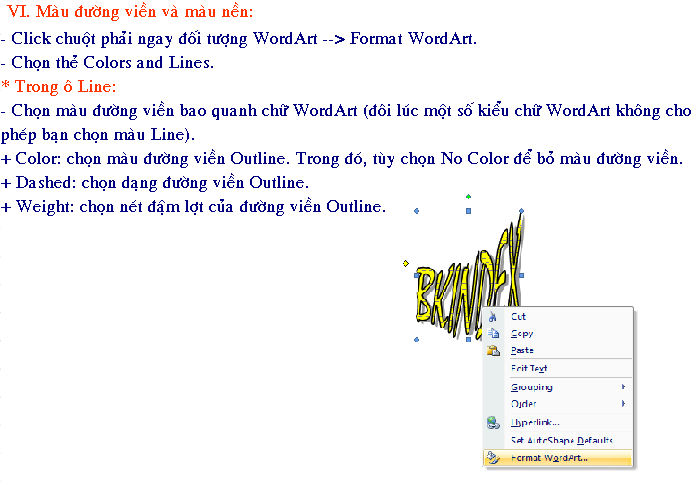 VI. Màu đường viền và màu nền:
- Click chuột phải ngay đối tượng WordArt --> Format WordArt.
- Chọn thẻ Colors and Lines.
* Trong ô Line:
- Chọn màu đường viền bao quanh chữ WordArt (đôi lúc một số kiểu chữ WordArt không cho
phép bạn chọn màu Line).
+ Color: chọn màu đường viền Outline. Trong đó, tùy chọn No Color để bỏ màu đường viền.
+ Dashed: chọn dạng đường viền Outline.
+ Weight: chọn nét đậm lợt của đường viền Outline.
BKINDEX
Cut
Copy
Paste
Edit Text
Grouping
Order
Hyperlink...
Set AutoShape Defaults
Format WordArt...